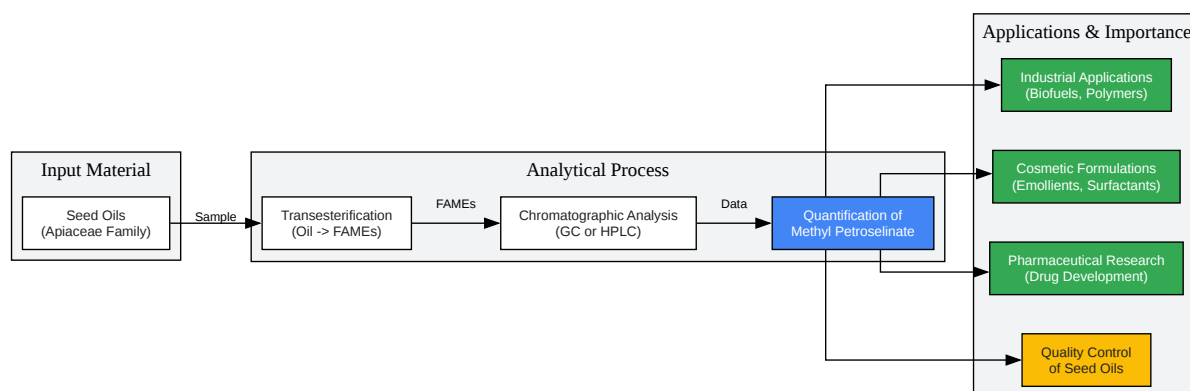 Applications & Importance
Industrial Applications
(Biofuels, Polymers)
Input Material
Analytical Process
Cosmetic Formulations
(Emollients, Surfactants)
Seed Oils
(Apiaceae Family)
Sample
Transesterification
(Oil -> FAMEs)
FAMEs
Chromatographic Analysis
(GC or HPLC)
Data
Quantification of
Methyl Petroselinate
Pharmaceutical Research
(Drug Development)
Quality Control
of Seed Oils